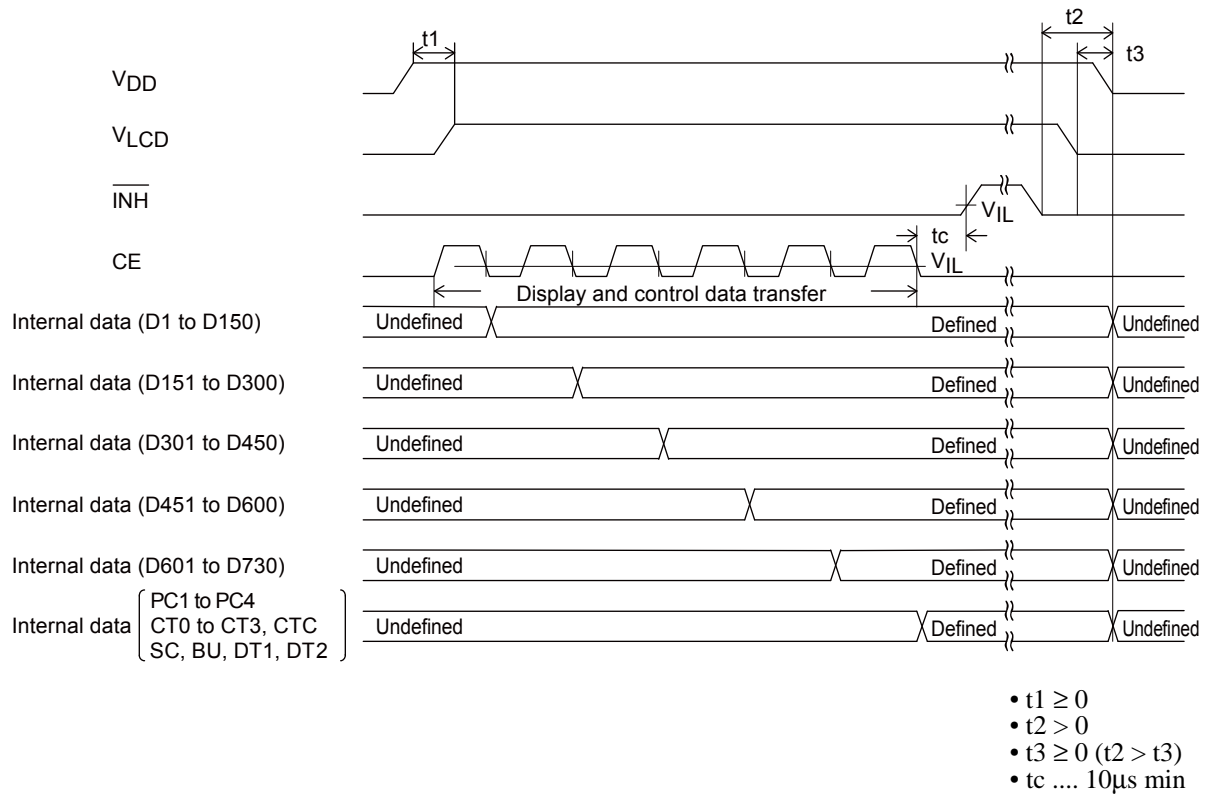 t1
t2
t3
VDD
VLCD
INH
VIL
tc
CE
VIL
Display and control data transfer
Internal data (D1 to D150)
Undefined
Defined
Undefined
Internal data (D151 to D300)
Undefined
Defined
Undefined
Internal data (D301 to D450)
Undefined
Defined
Undefined
Internal data (D451 to D600)
Undefined
Defined
Undefined
Internal data (D601 to D730)
Undefined
Defined
Undefined
Internal data
PC1 to PC4
CT0 to CT3, CTC
SC, BU, DT1, DT2
Undefined
Defined
Undefined
• t1 ≥ 0
• t2 > 0
• t3 ≥ 0 (t2 > t3)
• tc .... 10μs min